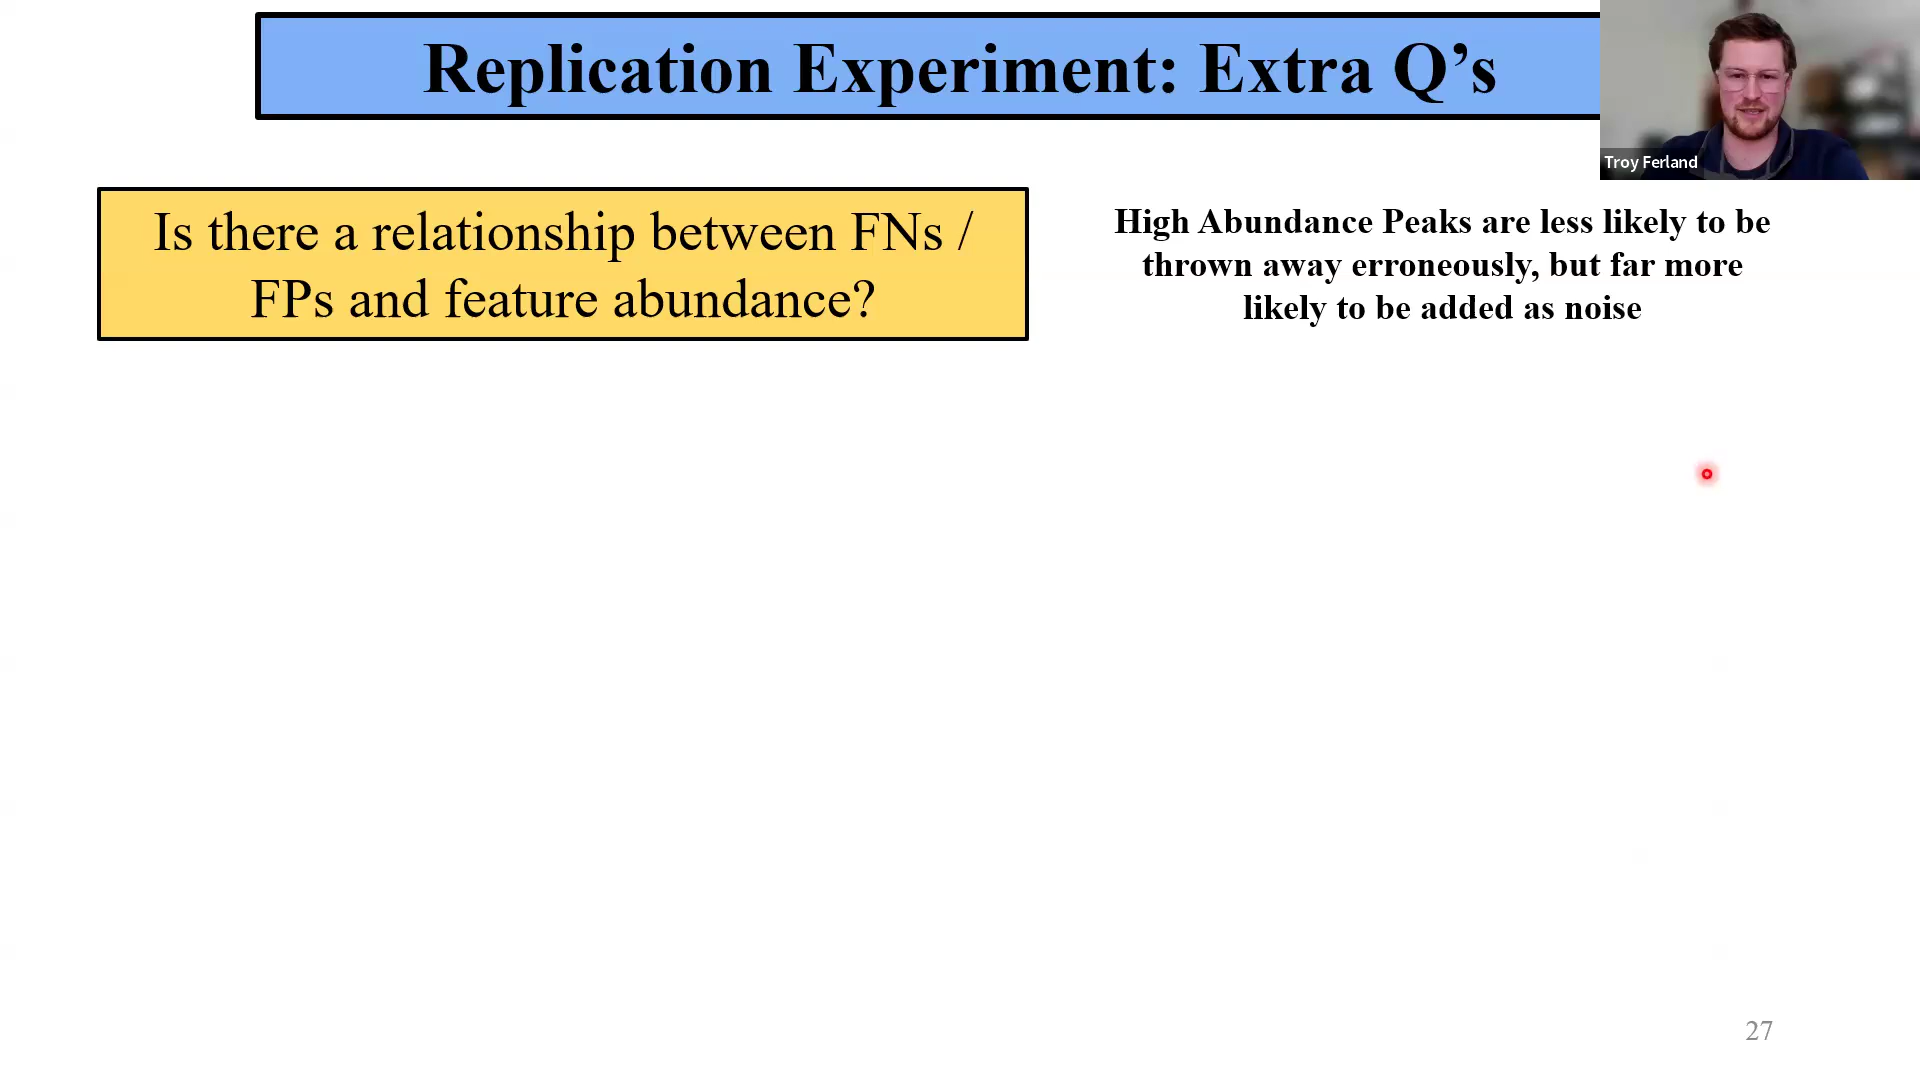 Replication Experiment: Extra Q’s
Troy Ferland
Is there a relationship between FNs /
FPs and feature abundance?
High Abundance Peaks are less likely to be
thrown away erroneously, but far more
likely to be added as noise
27